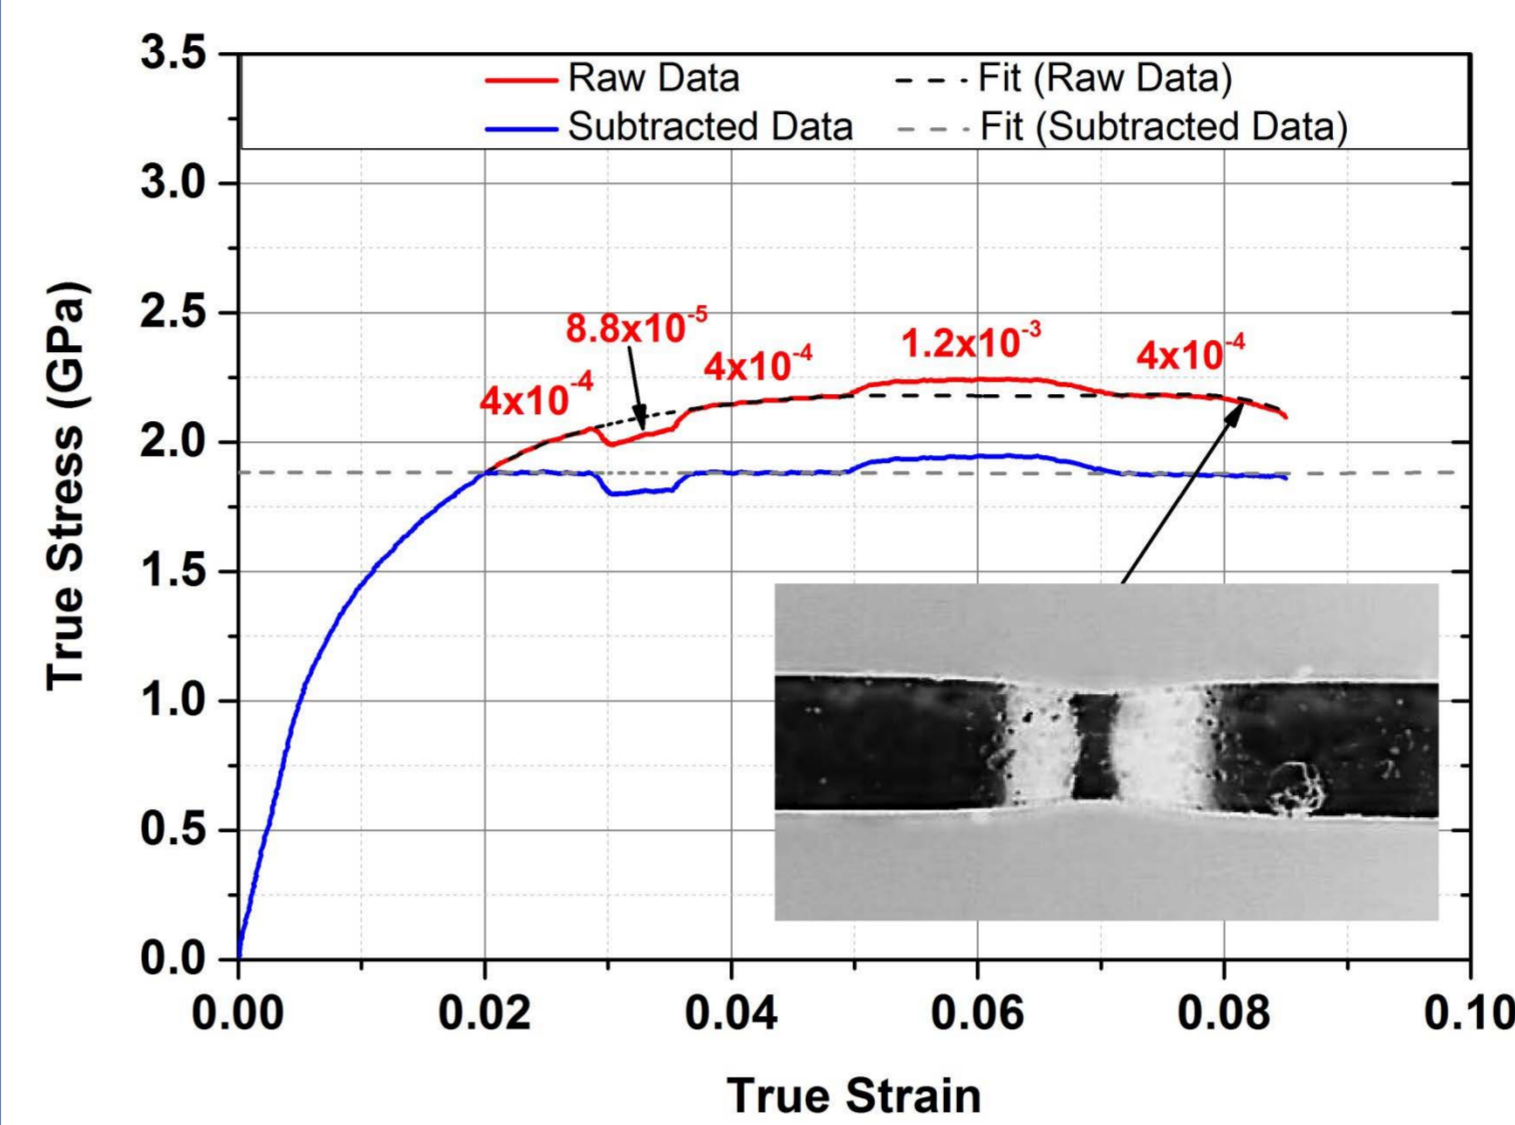 Raw Data
Fit (Raw Data)
Subtracted Data
Fit (Subtracted Data)
3.5
3.0
2.5
2.0
1.5
1.0
0.5
0.0
True Stress (GPa)
8.8x10⁻⁵
4x10⁻⁴
4x10⁻⁴
1.2x10⁻³
4x10⁻⁴
0.00
0.02
0.04
0.06
0.08
0.10
True Strain